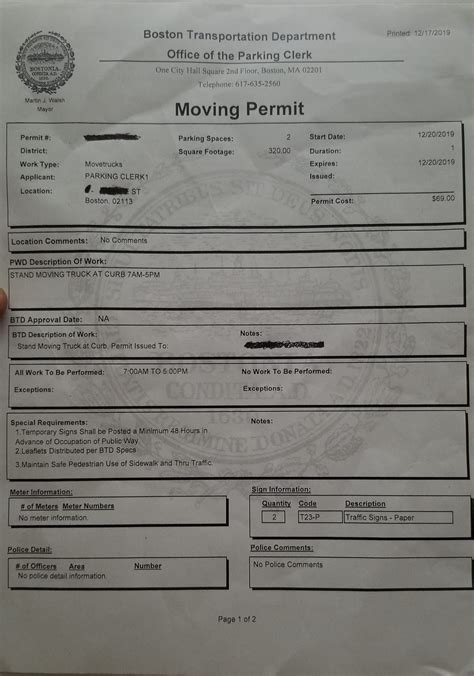 Boston Transportation Department
Printed: 12/17/2019
Office of the Parking Clerk
One City Hall Square 2nd Floor, Boston, MA 02201
Telephone: 617-635-2560
Martin J. Walsh
Mayor
Moving Permit
Permit #: Parking Spaces: 2 Start Date: 12/20/2019
District: Square Footage: 320.00 Duration: 1
Work Type: Movetrucks Expires: 12/20/2019
Applicant: PARKING CLERK1 Issued:
Location: ST
Boston, 02113 Permit Cost: $69.00
Location Comments: No Comments
PWD Description Of Work:
STAND MOVING TRUCK AT CURB 7AM-5PM
BTD Approval Date: NA
BTD Description of Work: Notes:
Stand Moving Truck at Curb, Permit Issued To:
All Work To Be Performed: 7:00AM TO 5:00PM No Work To Be Performed:
Exceptions: Exceptions:
Special Requirements: Notes:
1.Temporary Signs Shall be Posted a Minimum 48 Hours in
Advance of Occupation of Public Way.
2.Leaflets Distributed per BTD Specs
3.Maintain Safe Pedestrian Use of Sidewalk and Thru Traffic.
Meter Information: Sign Information:
# of Meters Meter Numbers Quantity Code Description
No meter information. 2 T23-P Traffic Signs - Paper
Police Detail: Police Comments:
# of Officers Area Number No Police Comments
No police detail information.
Page 1 of 2